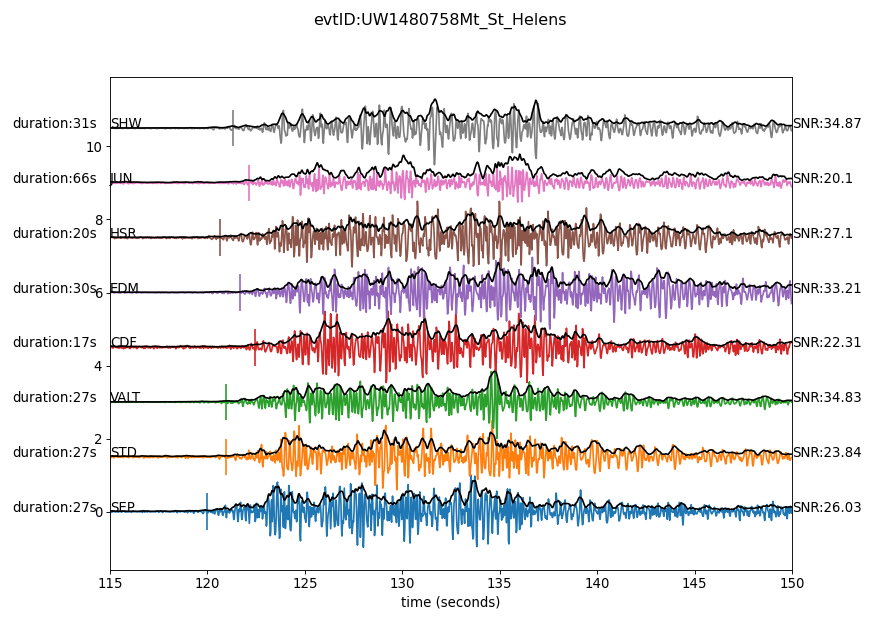 evtID:UW1480758Mt_St_Helens
duration:31s SHW SNR:34.87
10
duration:66s JUN SNR:20.1
8
duration:20s HSR SNR:27.1
duration:30s EDM SNR:33.21
6
duration:17s CDF SNR:22.31
4
duration:27s VALT SNR:34.83
2
duration:27s STD SNR:23.84
duration:27s SEP SNR:26.03
0
115 120 125 130 135 140 145 150
time (seconds)